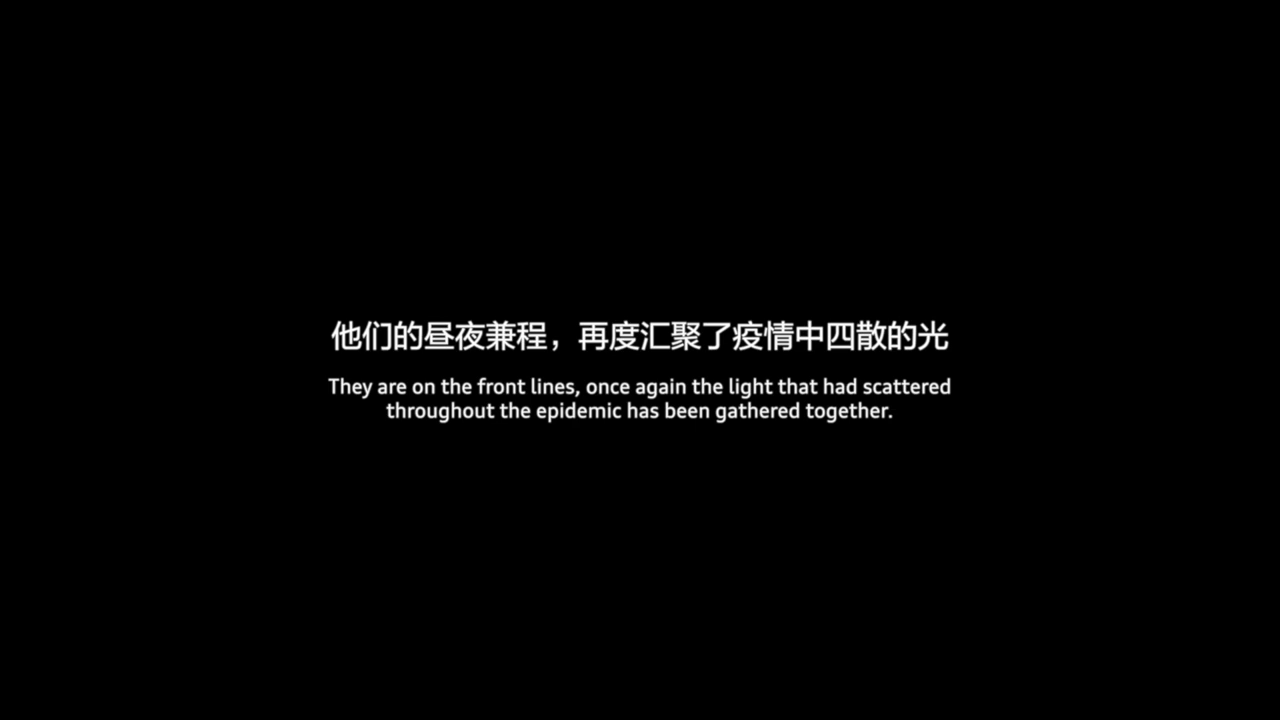 他们的昼夜兼程，再度汇聚了疫情中四散的光
They are on the front lines, once again the light that had scattered
throughout the epidemic has been gathered together.